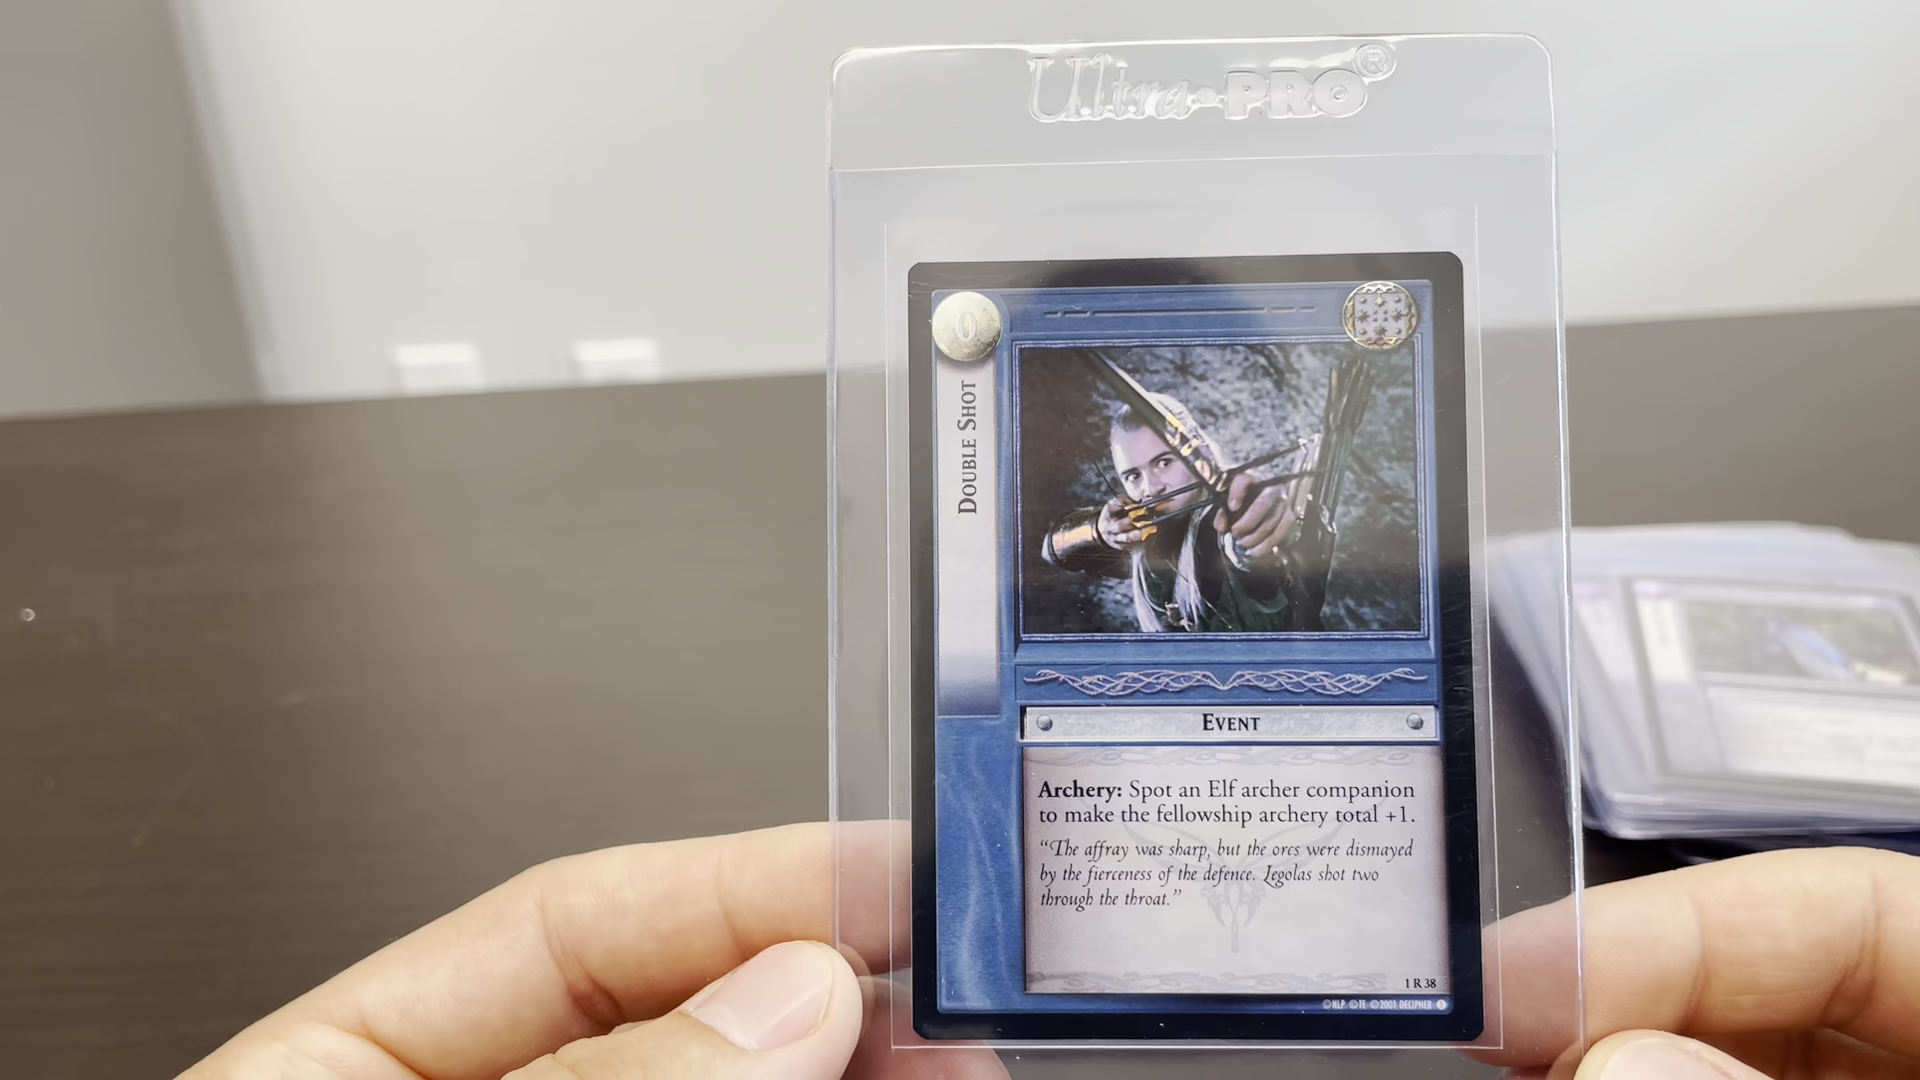 Ultra•PRO®
0
DOUBLE SHOT
EVENT
Archery: Spot an Elf archer companion
to make the fellowship archery total +1.
“The affray was sharp, but the orcs were dismayed
by the fierceness of the defence. Legolas shot two
through the throat.”
1 R 38
©NLP ©TE ©2001 DECIPHER